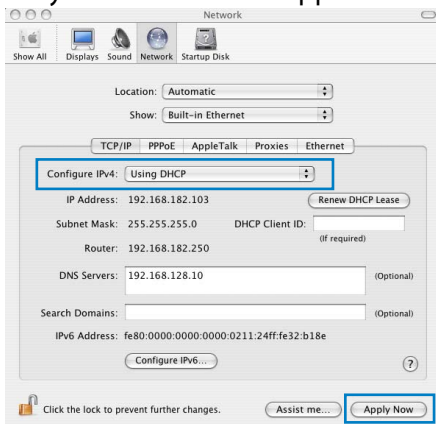 Network
Show All Displays Sound Network Startup Disk
Location: Automatic
Show: Built-in Ethernet
TCP/IP PPPoE AppleTalk Proxies Ethernet
Configure IPv4: Using DHCP
IP Address: 192.168.182.103 Renew DHCP Lease
Subnet Mask: 255.255.255.0 DHCP Client ID:
(If required)
Router: 192.168.182.250
DNS Servers: 192.168.128.10 (Optional)
Search Domains: (Optional)
IPv6 Address: fe80:0000:0000:0000:0211:24ff:fe32:b18e
Configure IPv6... ?
Click the lock to prevent further changes. Assist me... Apply Now